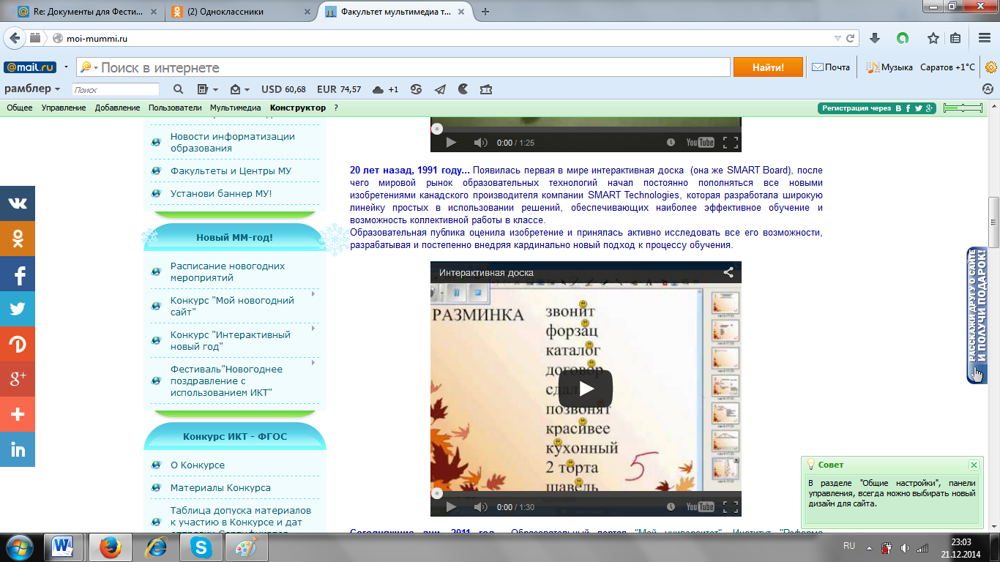 Re: Документы для Фести...
(2) Одноклассники
Факультет мультимедиа т...
moi-mummi.ru
@mail.ru
Поиск в интернете
Найти!
Почта
Музыка
Саратов +1°C
рамблер
Поиск
USD 60,68
EUR 74,57
+1
Общее Управление Добавление Пользователи Мультимедиа Конструктор ?
Регистрация через
Новости информатизации
образования
Факультеты и Центры МУ
Установи баннер МУ!
Новый ММ-год!
Расписание новогодних
мероприятий
Конкурс "Мой новогодний
сайт"
Конкурс "Интерактивный
новый год"
Фестиваль"Новогоднее
поздравление с
использованием ИКТ"
Конкурс ИКТ - ФГОС
О Конкурсе
Материалы Конкурса
Таблица допуска материалов
к участию в Конкурсе и дат
0:00 / 1:25
YouTube
20 лет назад, 1991 году... Появилась первая в мире интерактивная доска (она же SMART Board), после
чего мировой рынок образовательных технологий начал постоянно пополняться все новыми
изобретениями канадского производителя компании SMART Technologies, которая разработала широкую
линейку простых в использовании решений, обеспечивающих наиболее эффективное обучение и
возможность коллективной работы в классе.
Образовательная публика оценила изобретение и принялась активно исследовать все его возможности,
разрабатывая и постепенно внедряя кардинально новый подход к процессу обучения.
Интерактивная доска
РАЗМИНКА
звонит
форзац
каталог
договор
сдал
позвонят
красивее
кухонный
2 торта
щавель
5
0:00 / 1:30
YouTube
Сегодняшние дни, 2011 год... Образовательный портал "Мой университет", Институт "Реформа
РАССКАЖИ ДРУГУ О САЙТЕ
И ПОЛУЧИ ПОДАРОК!
Совет
В разделе "Общие настройки", панели
управления, всегда можно выбирать новый
дизайн для сайта.
RU
23:03
21.12.2014